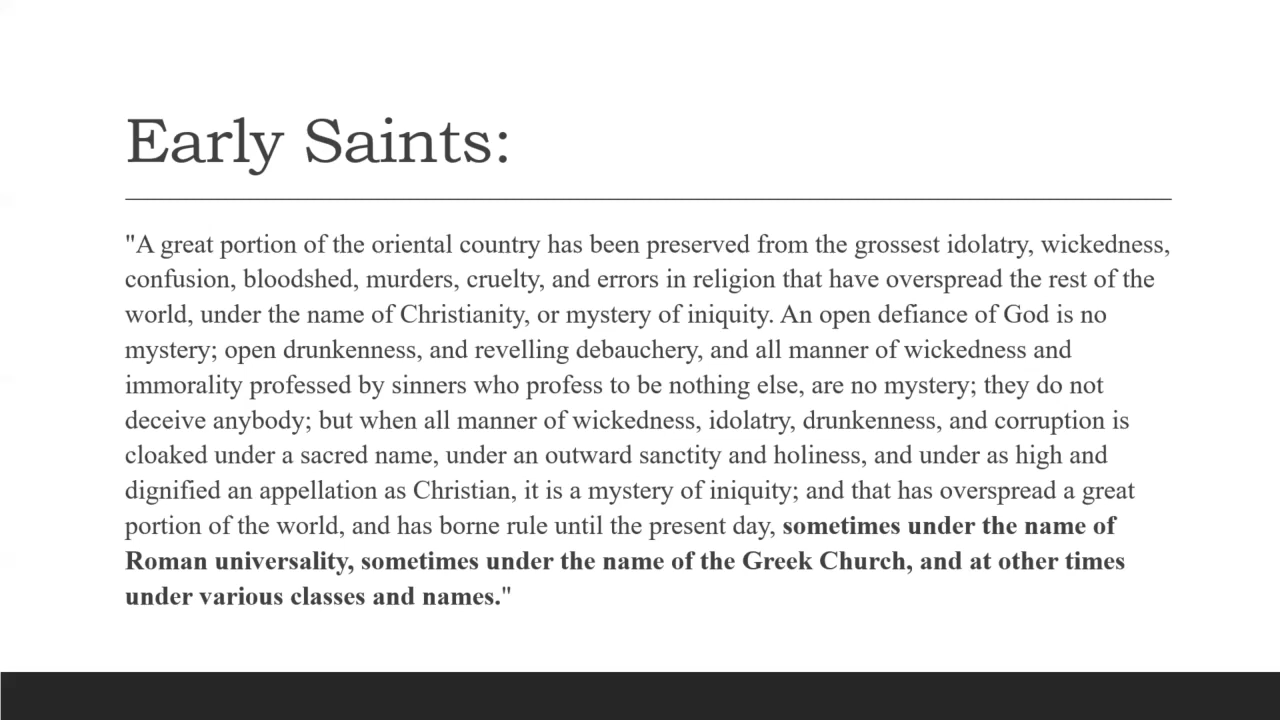 Early Saints:
"A great portion of the oriental country has been preserved from the grossest idolatry, wickedness,
confusion, bloodshed, murders, cruelty, and errors in religion that have overspread the rest of the
world, under the name of Christianity, or mystery of iniquity. An open defiance of God is no
mystery; open drunkenness, and revelling debauchery, and all manner of wickedness and
immorality professed by sinners who profess to be nothing else, are no mystery; they do not
deceive anybody; but when all manner of wickedness, idolatry, drunkenness, and corruption is
cloaked under a sacred name, under an outward sanctity and holiness, and under as high and
dignified an appellation as Christian, it is a mystery of iniquity; and that has overspread a great
portion of the world, and has borne rule until the present day, sometimes under the name of
Roman universality, sometimes under the name of the Greek Church, and at other times
under various classes and names."